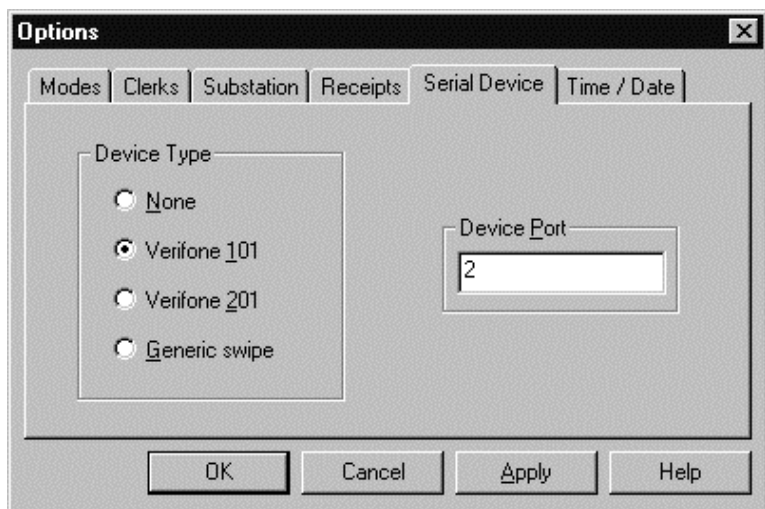 Options
Modes Clerks Substation Receipts Serial Device Time / Date
Device Type
None
Verifone 101
Verifone 201
Generic swipe
Device Port
2
OK Cancel Apply Help